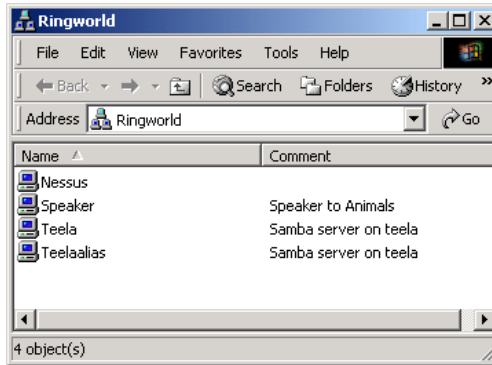 Ringworld
File Edit View Favorites Tools Help
Back Search Folders History »
Address Ringworld Go
Name Comment
Nessus
Speaker Speaker to Animals
Teela Samba server on teela
Teelaalias Samba server on teela
4 object(s)